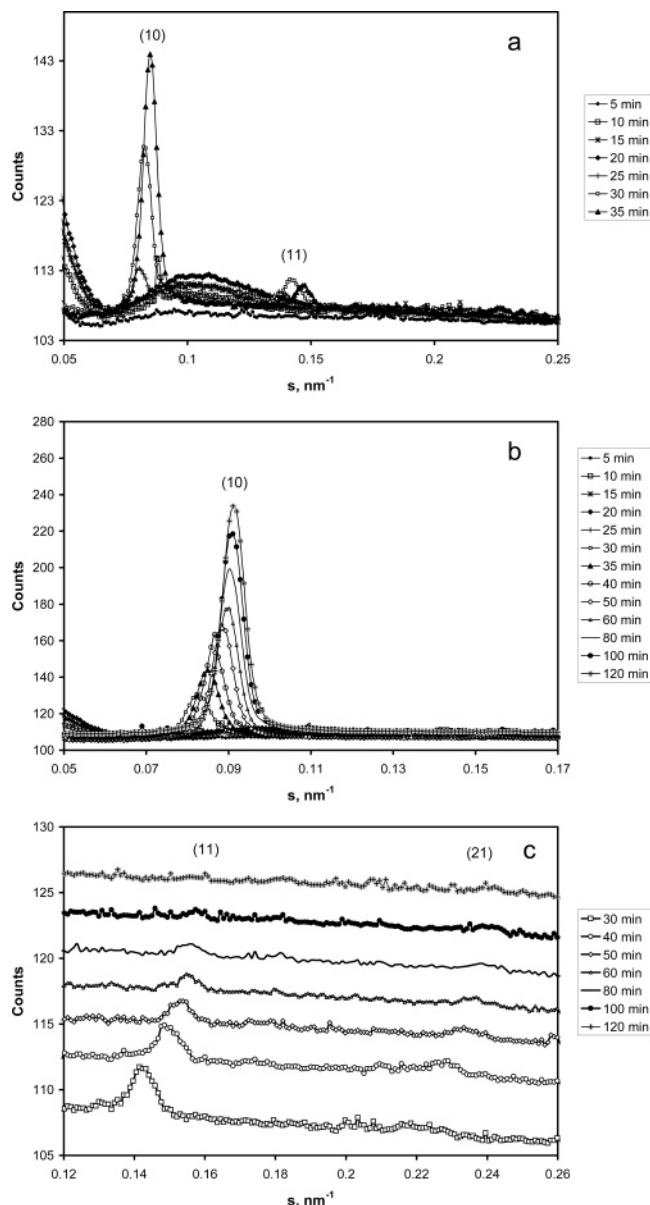 a
(10)
143
133
123
113
103
Counts
(11)
0.05
0.1
0.15
0.2
0.25
s, nm-1
5 min
10 min
15 min
20 min
25 min
30 min
35 min
b
(10)
280
260
240
220
200
180
160
140
120
100
Counts
0.05
0.07
0.09
0.11
0.13
0.15
0.17
s, nm-1
5 min
10 min
15 min
20 min
25 min
30 min
35 min
40 min
50 min
60 min
80 min
100 min
120 min
c
(11)
(21)
130
125
120
115
110
105
Counts
0.12
0.14
0.16
0.18
0.2
0.22
0.24
0.26
s, nm-1
30 min
40 min
50 min
60 min
80 min
100 min
120 min